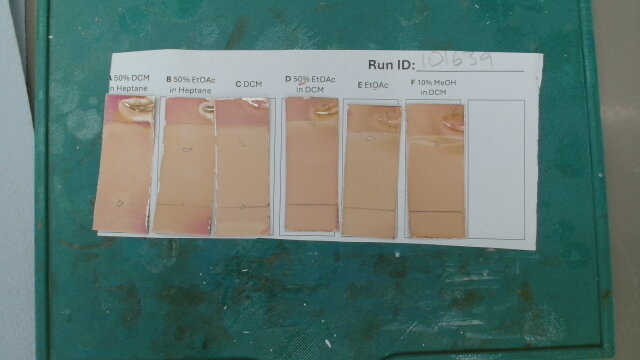 Run ID: 101639
A 50% DCM
in Heptane
B 50% EtOAc
in Heptane
C DCM
D 50% EtOAc
in DCM
E EtOAc
F 10% MeOH
in DCM